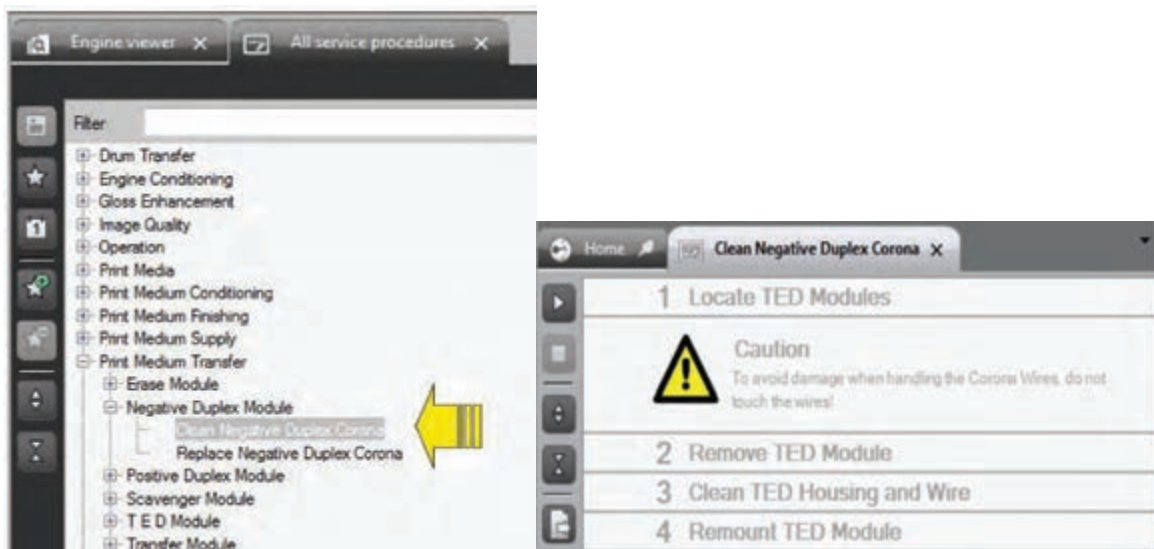 Engine viewer X
All service procedures X
Filter
Drum Transfer
Engine Conditioning
Gloss Enhancement
Image Quality
Operation
Print Media
Print Medium Conditioning
Print Medium Finishing
Print Medium Supply
Print Medium Transfer
Erase Module
Negative Duplex Module
Clean Negative Duplex Corona
Replace Negative Duplex Corona
Postive Duplex Module
Scavenger Module
T E D Module
Transfer Module
Home
Clean Negative Duplex Corona X
1 Locate TED Modules
Caution
To avoid damage when handling the Corona Wires, do not
touch the wires!
2 Remove TED Module
3 Clean TED Housing and Wire
4 Remount TED Module